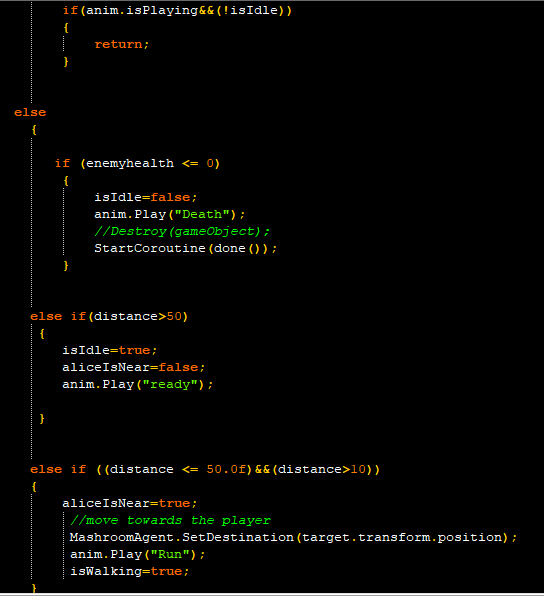 if(anim.isPlaying&&(!isIdle))
{
return;
}
else
{
if (enemyhealth <= 0)
{
isIdle=false;
anim.Play("Death");
//Destroy(gameObject);
StartCoroutine(done());
}
else if(distance>50)
{
isIdle=true;
aliceIsNear=false;
anim.Play("ready");
}
else if ((distance <= 50.0f)&&(distance>10))
{
aliceIsNear=true;
//move towards the player
MashroomAgent.SetDestination(target.transform.position);
anim.Play("Run");
isWalking=true;
}